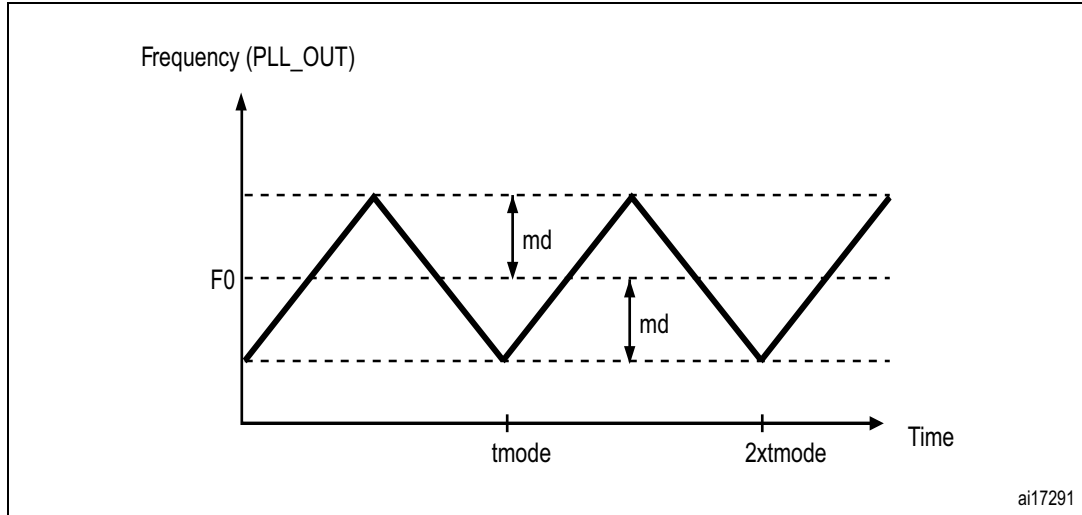 Frequency (PLL_OUT)
md
F0
md
tmode
2xtmode
Time
ai17291